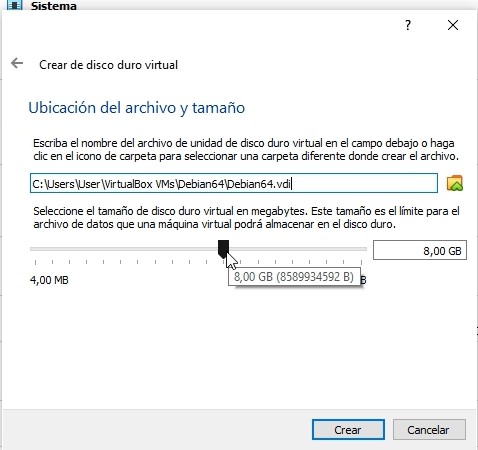 Sistema
?
Crear de disco duro virtual
Ubicación del archivo y tamaño
Escriba el nombre del archivo de unidad de disco duro virtual en el campo debajo o haga
clic en el icono de carpeta para seleccionar una carpeta diferente donde crear el archivo.
C:\Users\User\VirtualBox VMs\Debian64\Debian64.vdi
Seleccione el tamaño de disco duro virtual en megabytes. Este tamaño es el límite para el
archivo de datos que una máquina virtual podrá almacenar en el disco duro.
8,00 GB
4,00 MB
8,00 GB (8589934592 B)
Crear
Cancelar